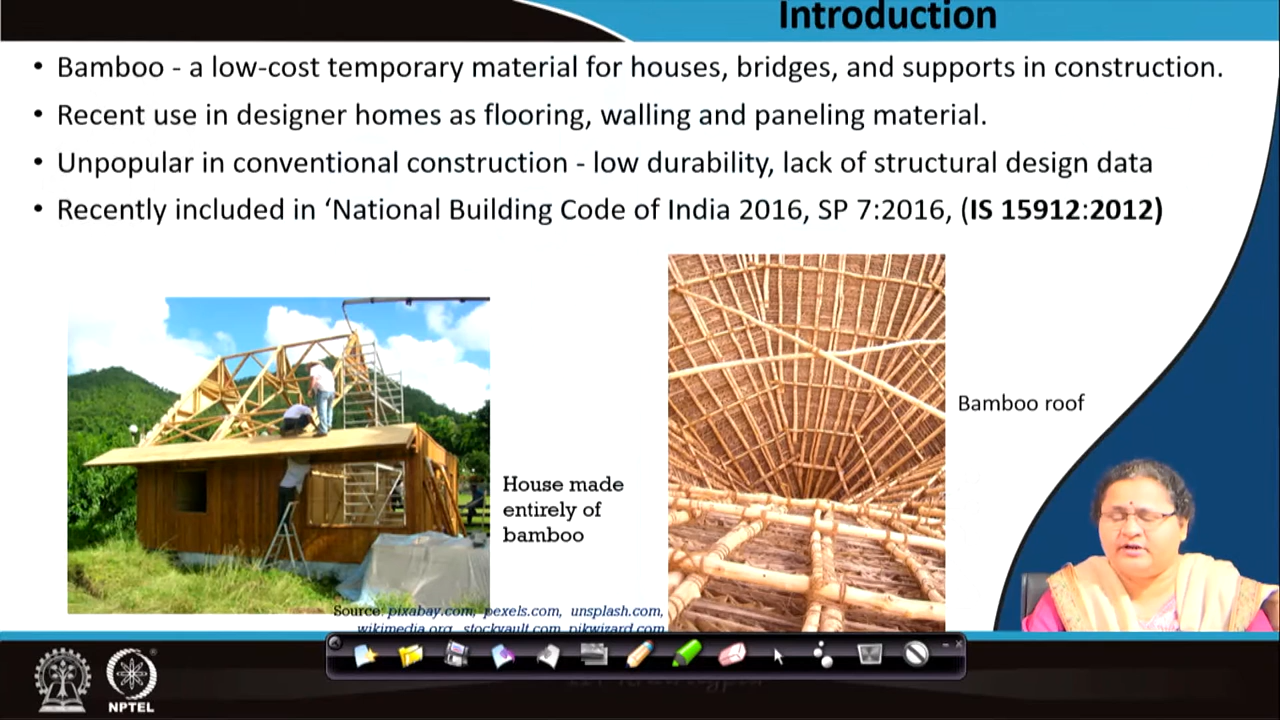 Introduction
• Bamboo - a low-cost temporary material for houses, bridges, and supports in construction.
• Recent use in designer homes as flooring, walling and paneling material.
• Unpopular in conventional construction - low durability, lack of structural design data
• Recently included in ‘National Building Code of India 2016, SP 7:2016, (IS 15912:2012)
Bamboo roof
House made
entirely of
bamboo
Source: pixabay.com, pexels.com, unsplash.com,
wikimedia.org, stockvault.com, pikwizard.com
NPTEL